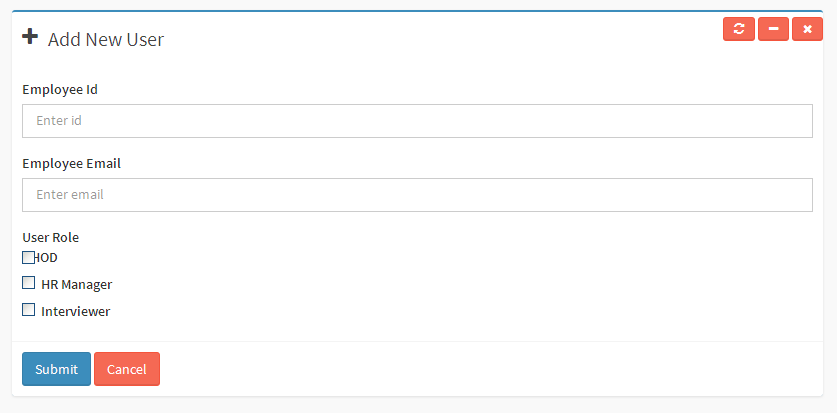 Add New User
Employee Id
Enter id
Employee Email
Enter email
User Role
HOD
HR Manager
Interviewer
Submit Cancel